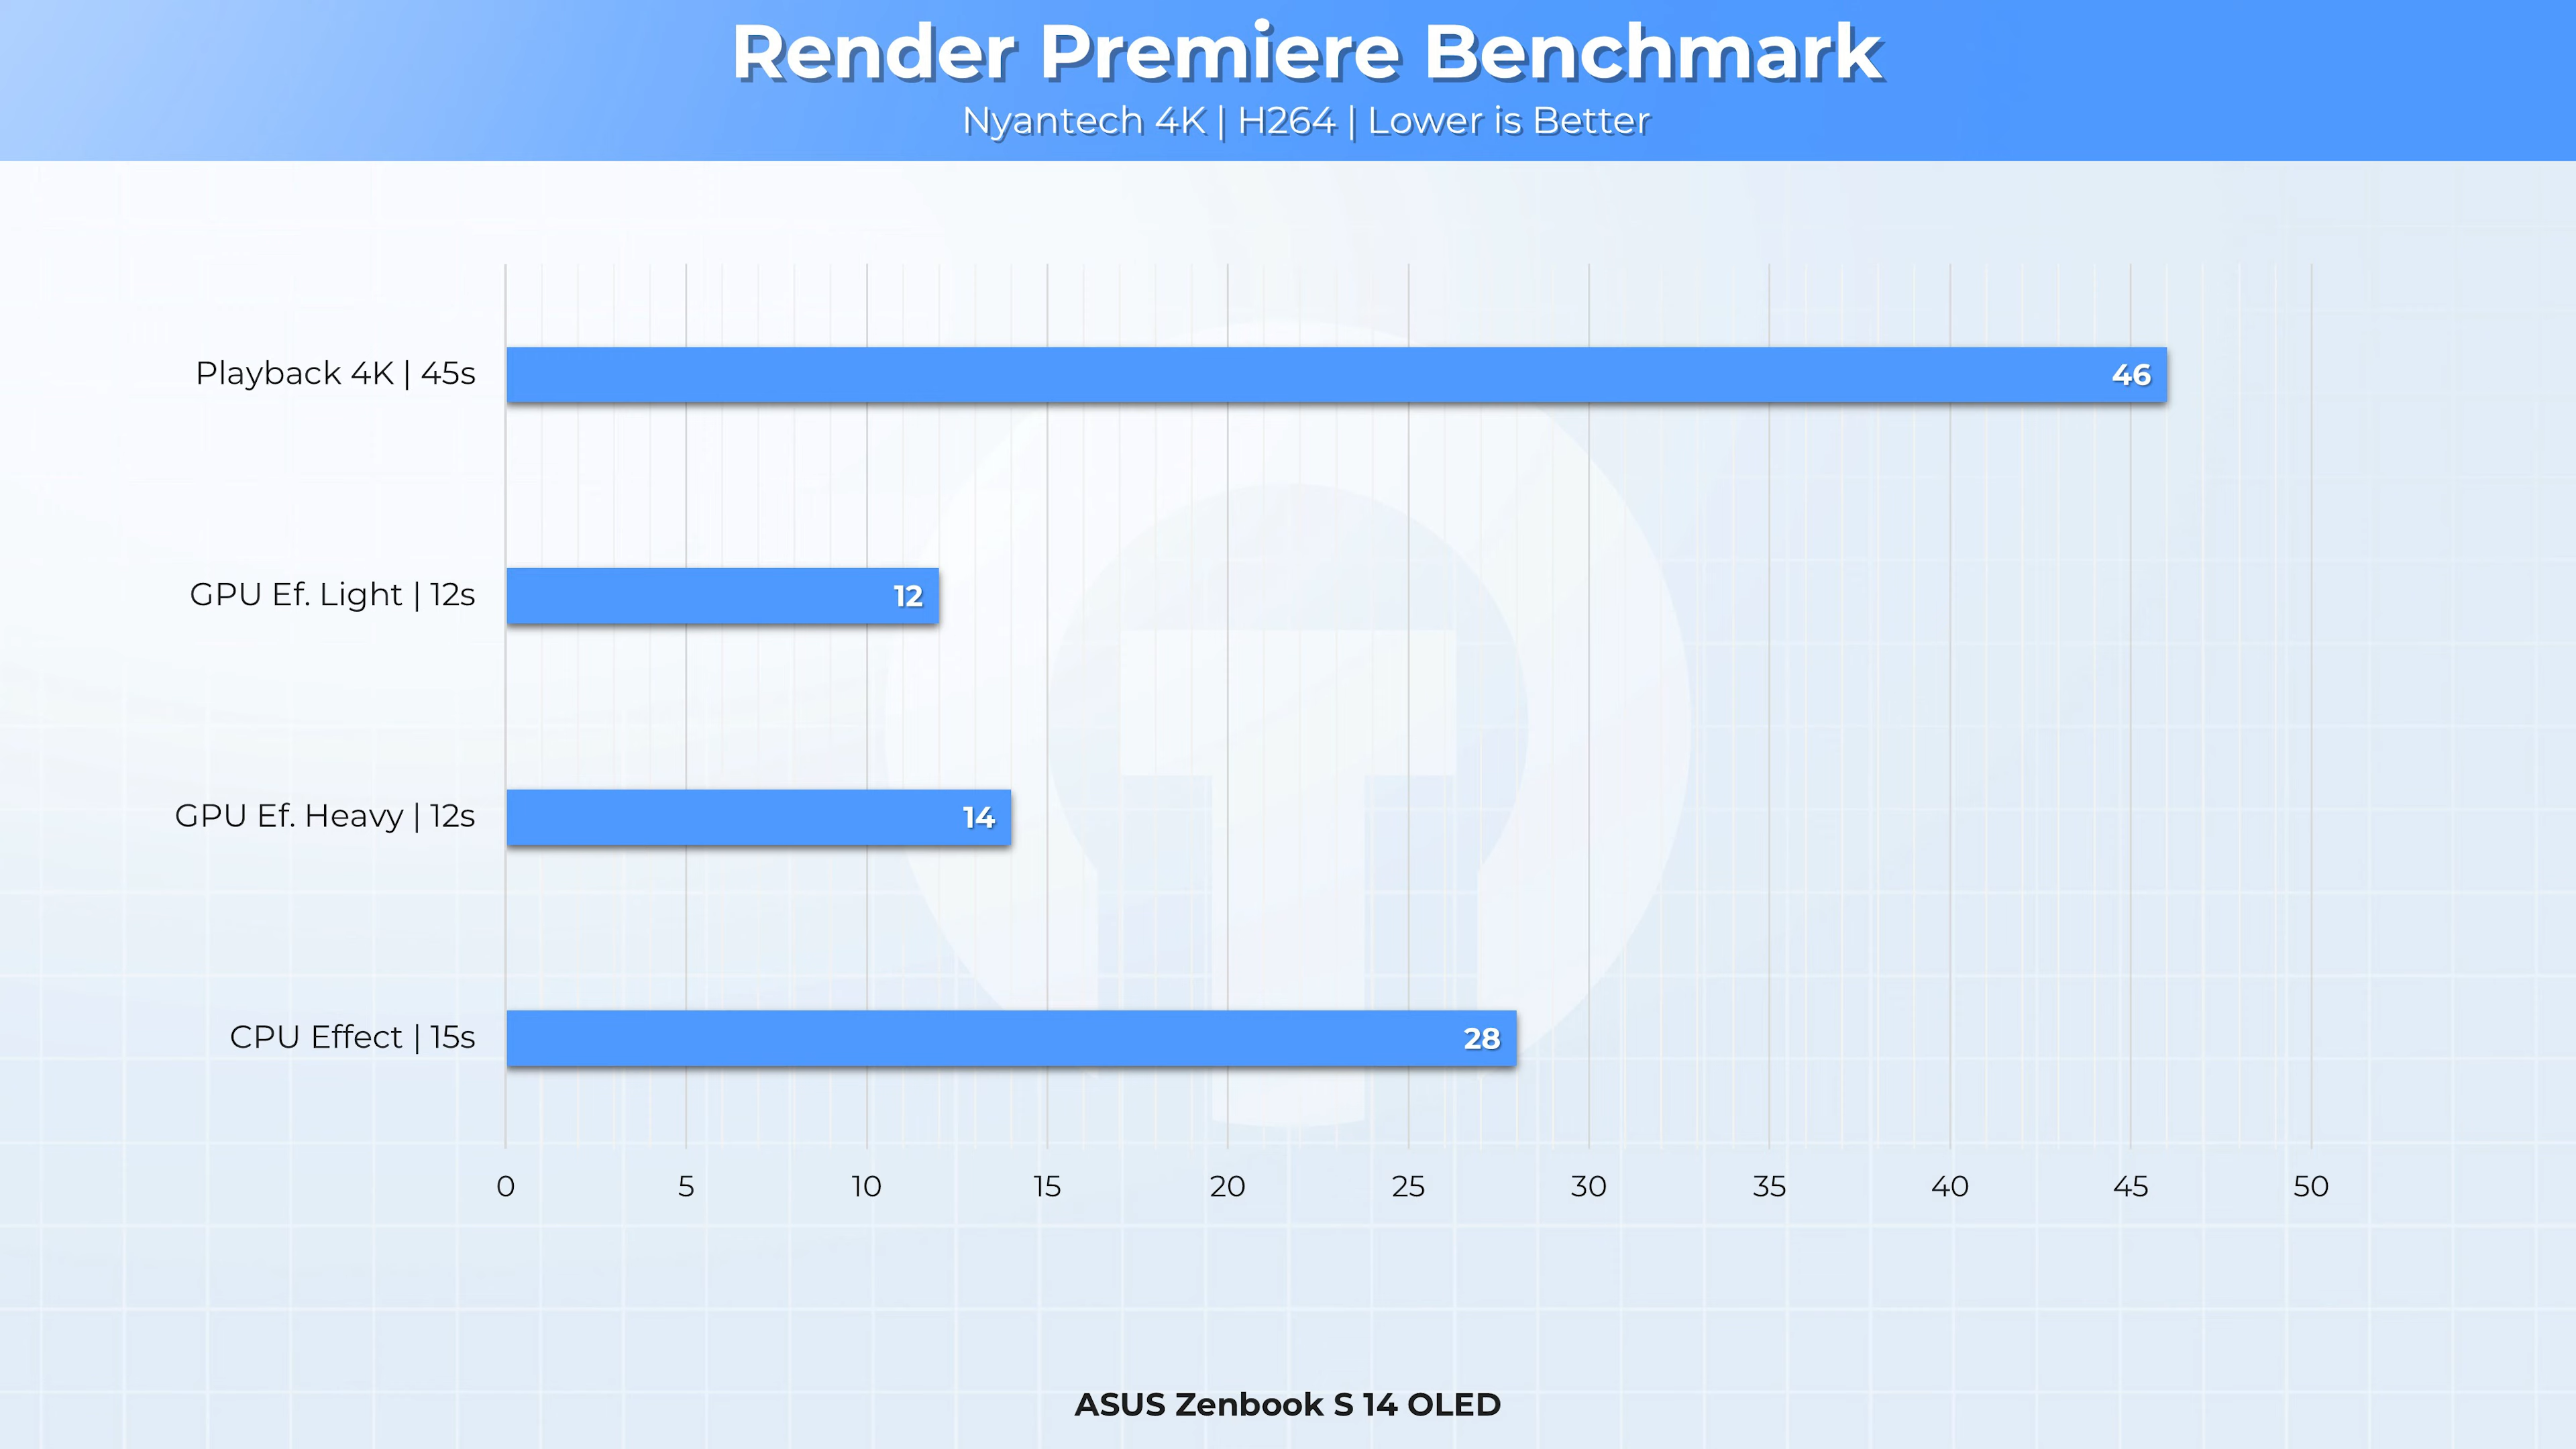 Render Premiere Benchmark
Nyantech 4K | H264 | Lower is Better
Playback 4K | 45s
46
GPU Ef. Light | 12s
12
GPU Ef. Heavy | 12s
14
CPU Effect | 15s
28
0 5 10 15 20 25 30 35 40 45 50
ASUS Zenbook S 14 OLED